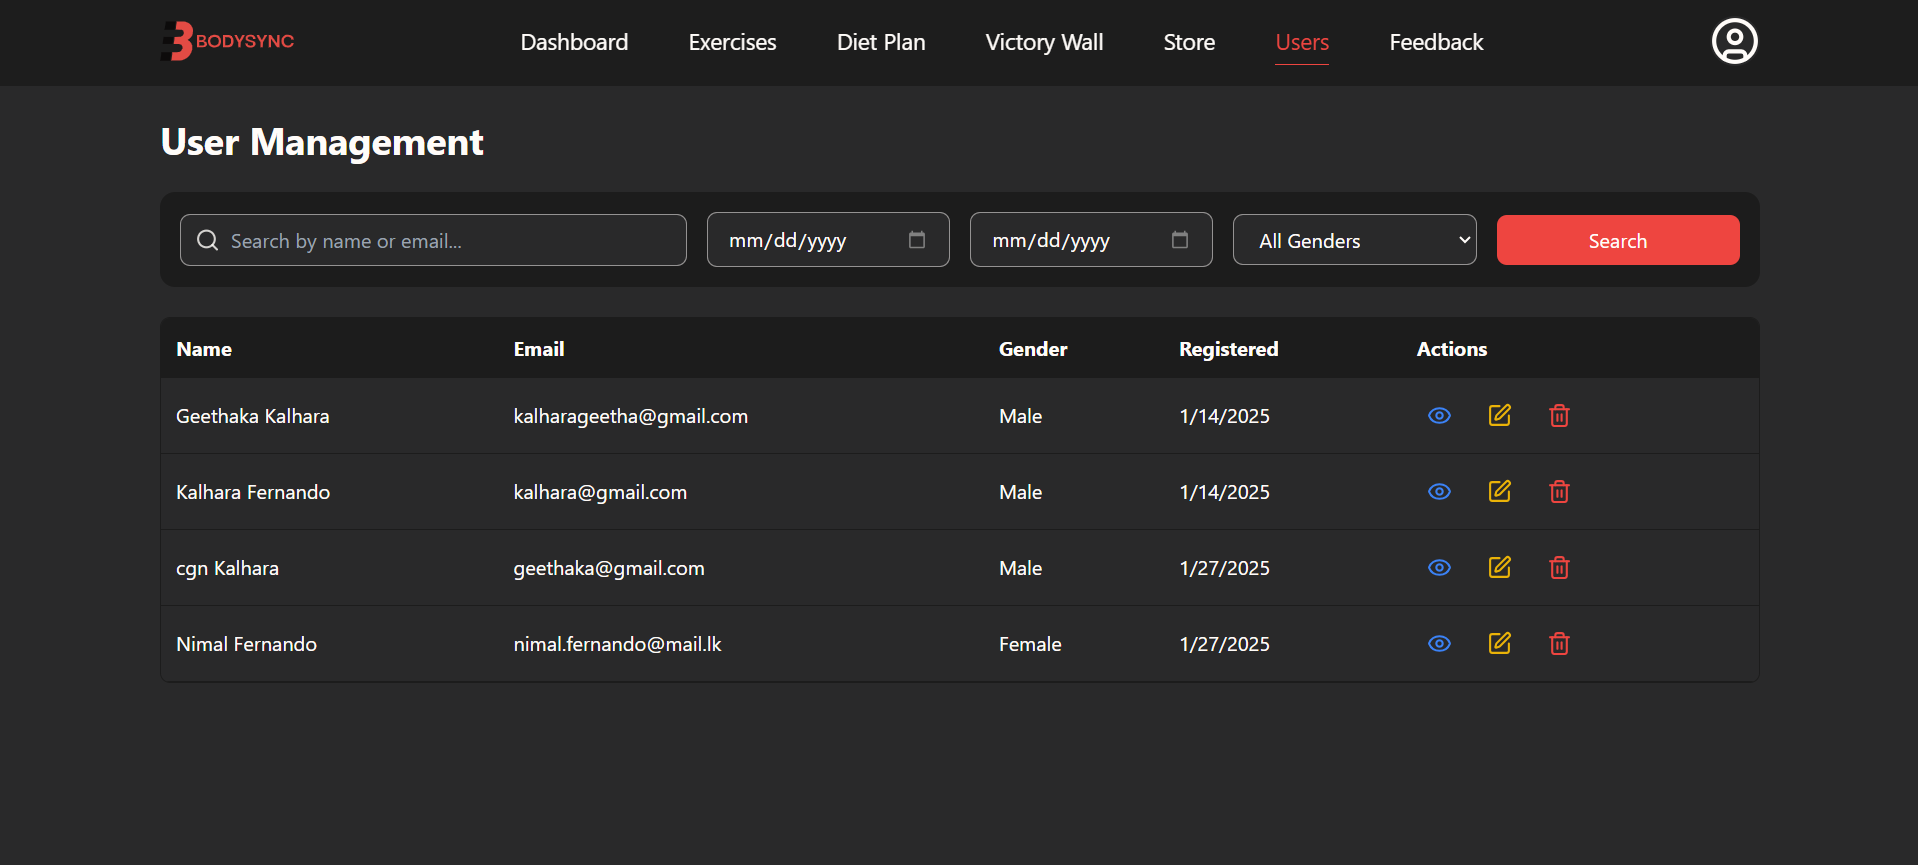 BODYSYNC Dashboard Exercises Diet Plan Victory Wall Store Users Feedback
User Management
Search by name or email... mm/dd/yyyy mm/dd/yyyy All Genders Search
Name Email Gender Registered Actions
Geethaka Kalhara kalharageetha@gmail.com Male 1/14/2025
Kalhara Fernando kalhara@gmail.com Male 1/14/2025
cgn Kalhara geethaka@gmail.com Male 1/27/2025
Nimal Fernando nimal.fernando@mail.lk Female 1/27/2025